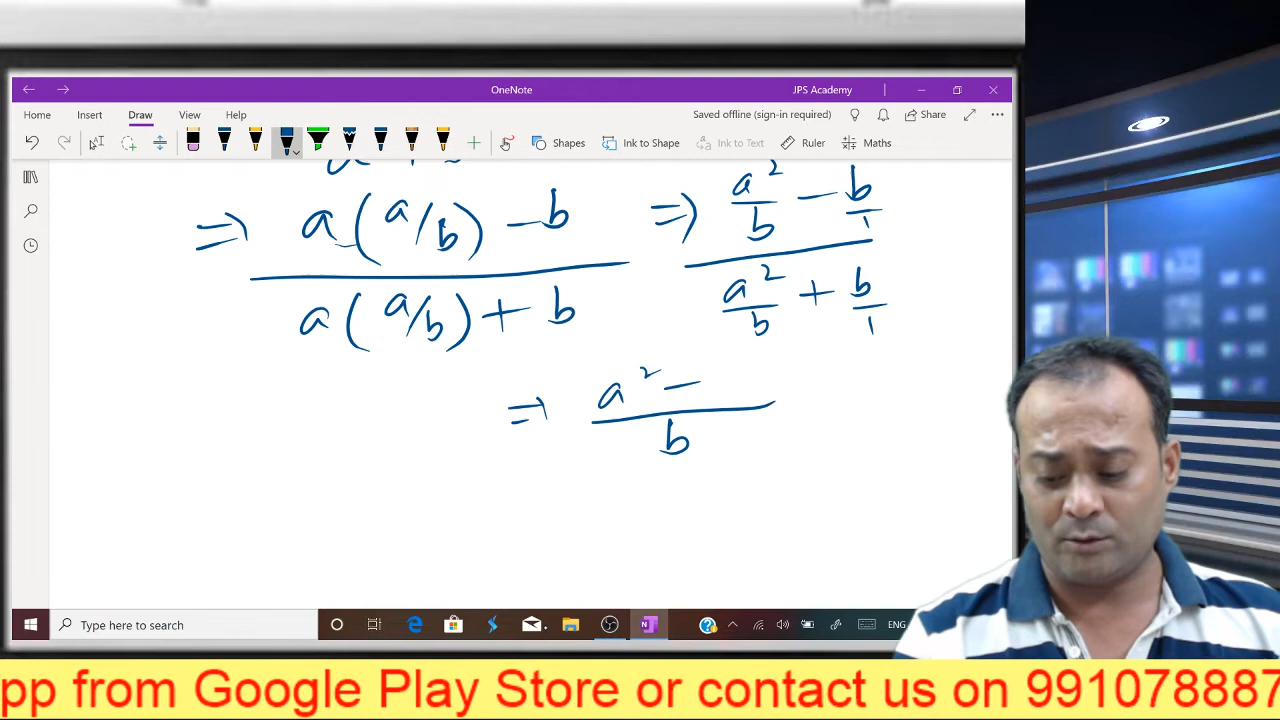 OneNote
JPS Academy
Home Insert Draw View Help
Saved offline (sign-in required)
Share
Shapes Ink to Shape Ink to Text Ruler Maths
⇒ a(a/b) - b / a(a/b) + b ⇒ a²/b - b/1 / a²/b + b/1
⇒ a² - / b
Type here to search
ENG
pp from Google Play Store or contact us on 991078887